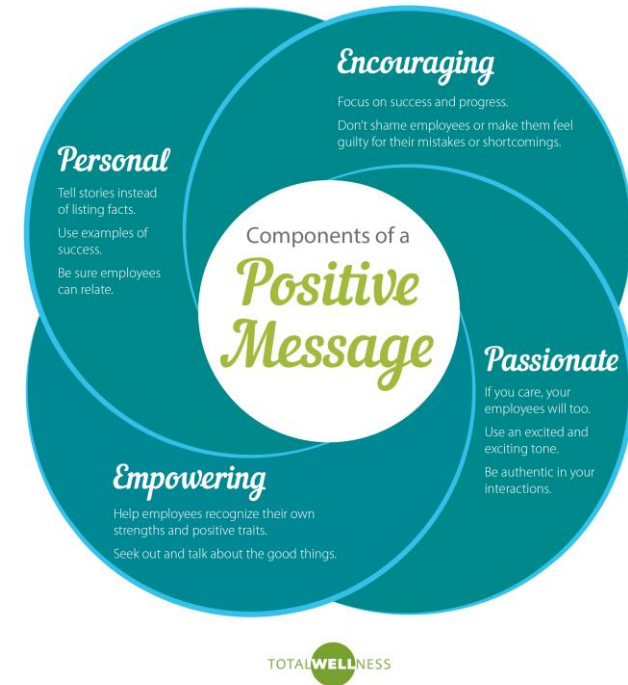 Components of a
Positive
Message
Encouraging
Focus on success and progress.
Don't shame employees or make them feel
guilty for their mistakes or shortcomings.
Passionate
If you care, your
employees will too.
Use an excited and
exciting tone.
Be authentic in your
interactions.
Empowering
Help employees recognize their own
strengths and positive traits.
Seek out and talk about the good things.
Personal
Tell stories instead
of listing facts.
Use examples of
success.
Be sure employees
can relate.
TOTALWELLNESS